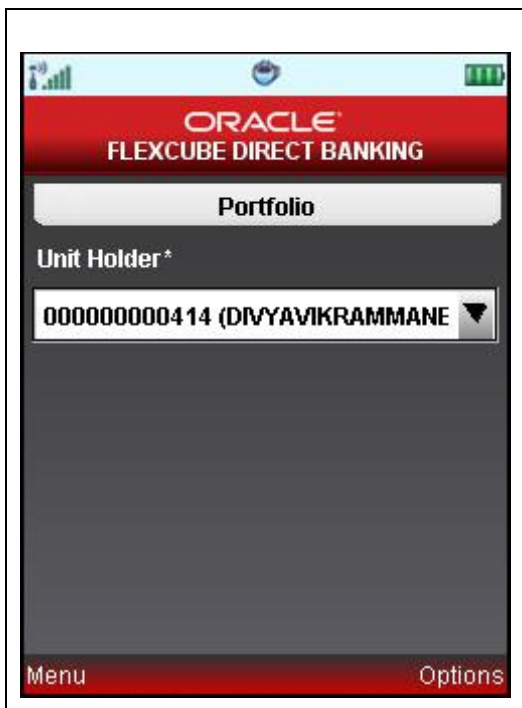 ORACLE
FLEXCUBE DIRECT BANKING
Portfolio
Unit Holder*
000000000414 (DIVYAVIKRAMMANE
Menu
Options